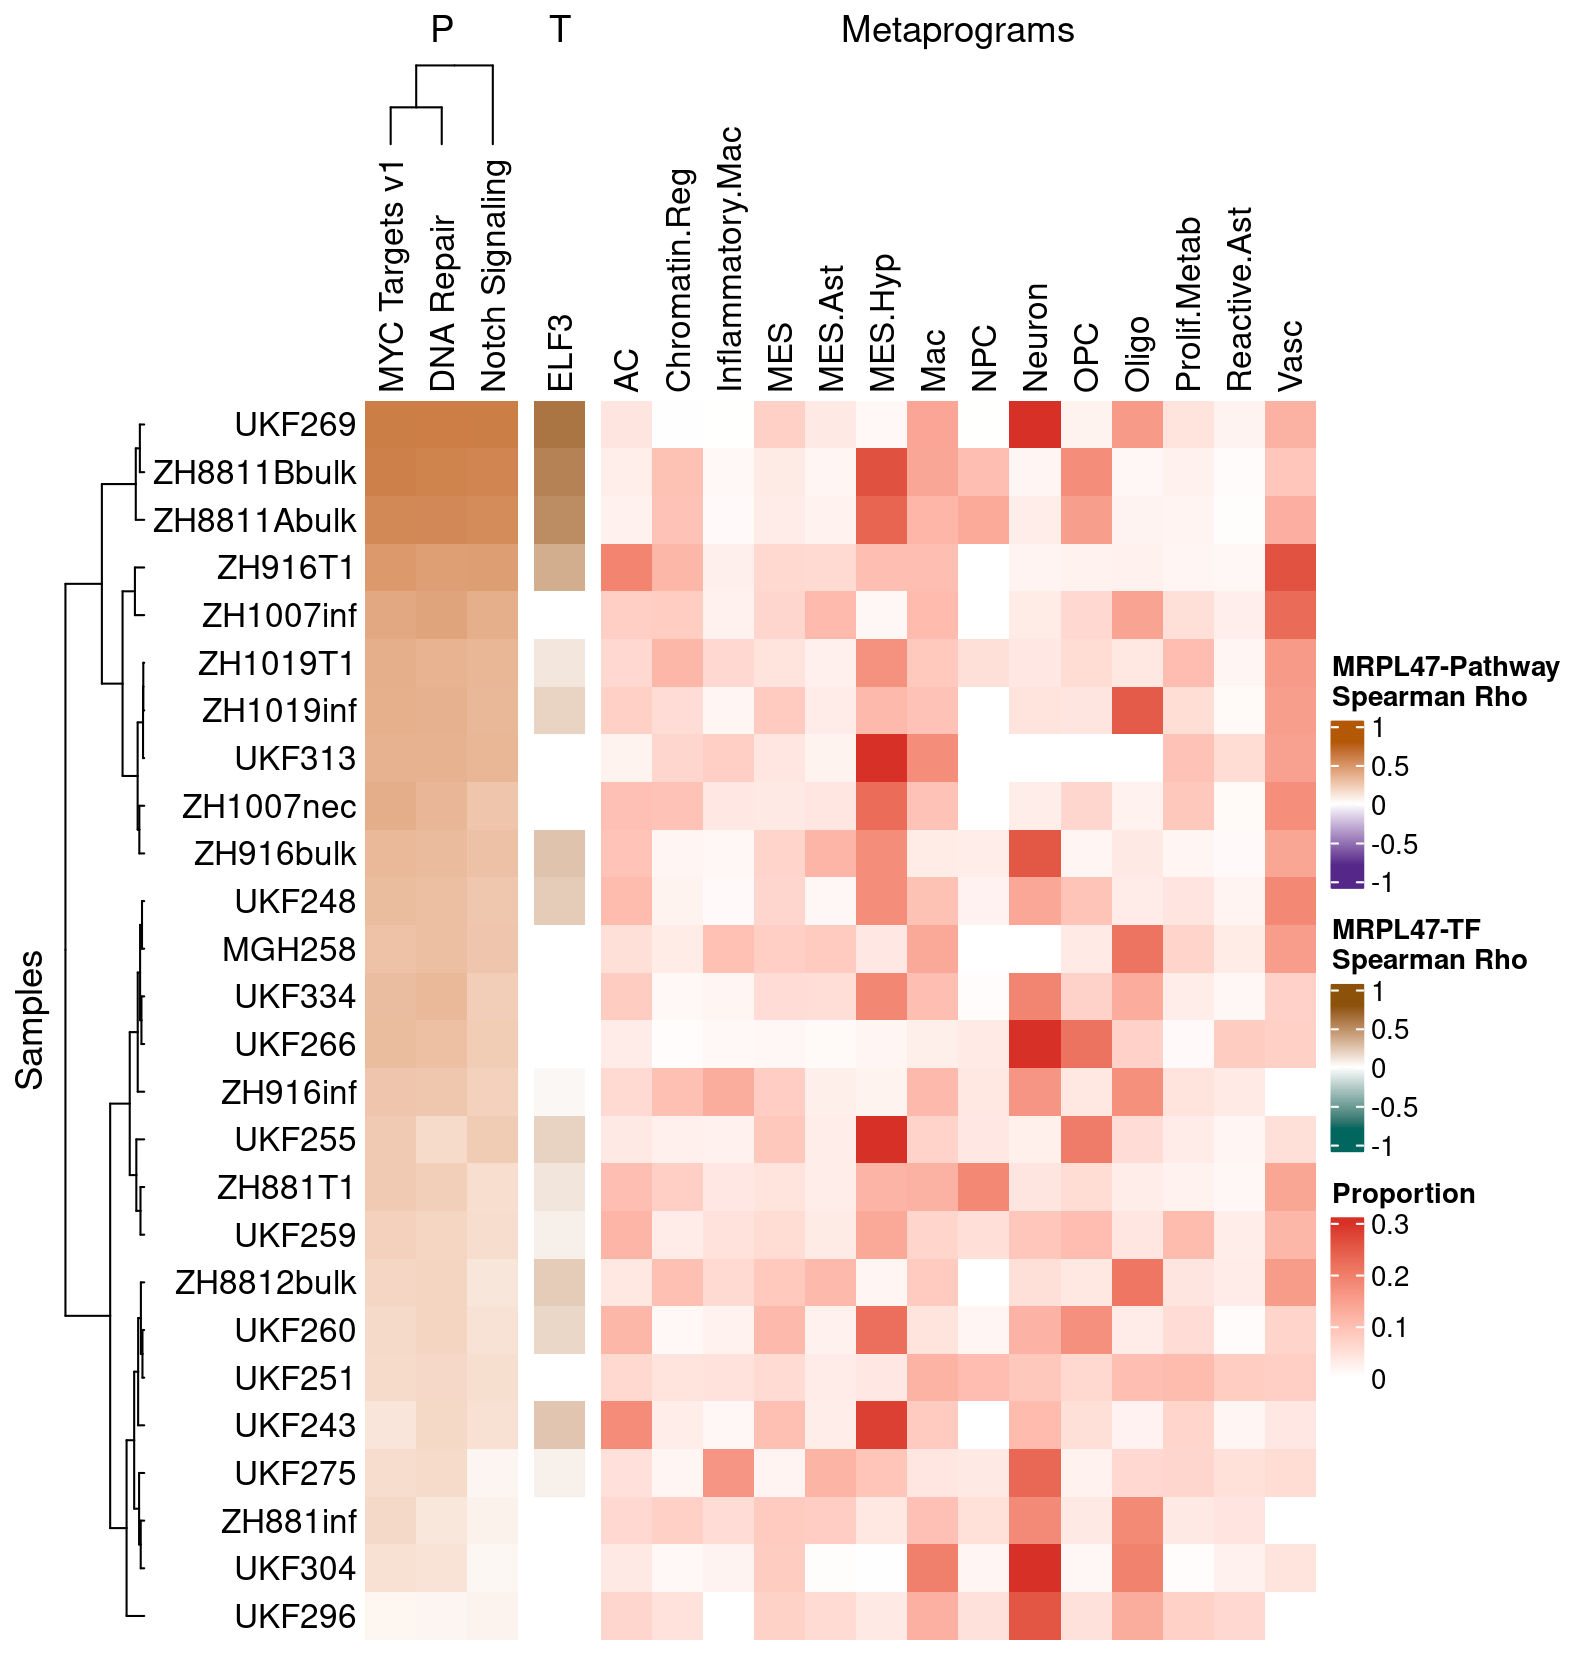 P
T
Metaprograms
MYC Targets v1
DNA Repair
Notch Signaling
ELF3
AC
Chromatin.Reg
Inflammatory.Mac
MES
MES.Ast
MES.Hyp
Mac
NPC
Neuron
OPC
Oligo
Prolif.Metab
Reactive.Ast
Vasc
Samples
UKF269
ZH8811Bbulk
ZH8811Abulk
ZH916T1
ZH1007inf
ZH1019T1
ZH1019inf
UKF313
ZH1007nec
ZH916bulk
UKF248
MGH258
UKF334
UKF266
ZH916inf
UKF255
ZH881T1
UKF259
ZH8812bulk
UKF260
UKF251
UKF243
UKF275
ZH881inf
UKF304
UKF296
MRPL47-Pathway
Spearman Rho
1
0.5
0
-0.5
-1
MRPL47-TF
Spearman Rho
1
0.5
0
-0.5
-1
Proportion
0.3
0.2
0.1
0